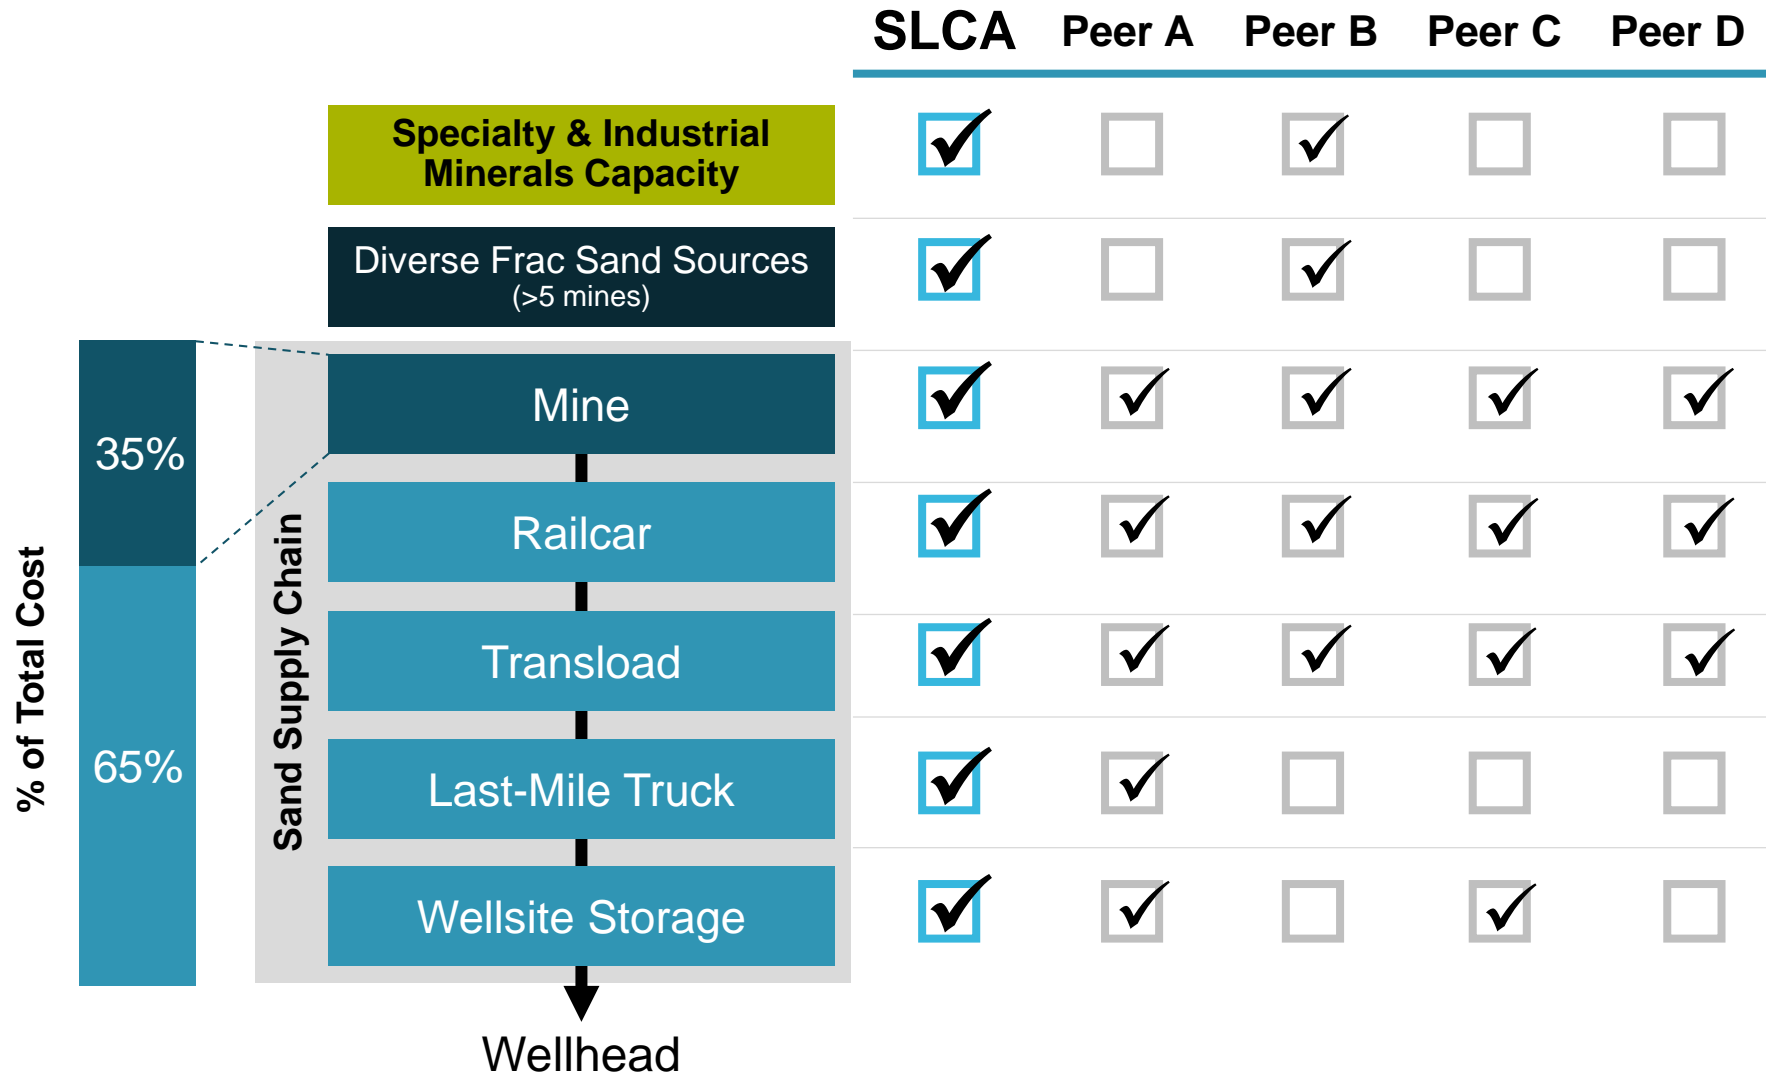 SLCA Peer A Peer B Peer C Peer D
Specialty & Industrial
Minerals Capacity
Diverse Frac Sand Sources
(>5 mines)
% of Total Cost
35%
65%
Sand Supply Chain
Mine
Railcar
Transload
Last-Mile Truck
Wellsite Storage
Wellhead